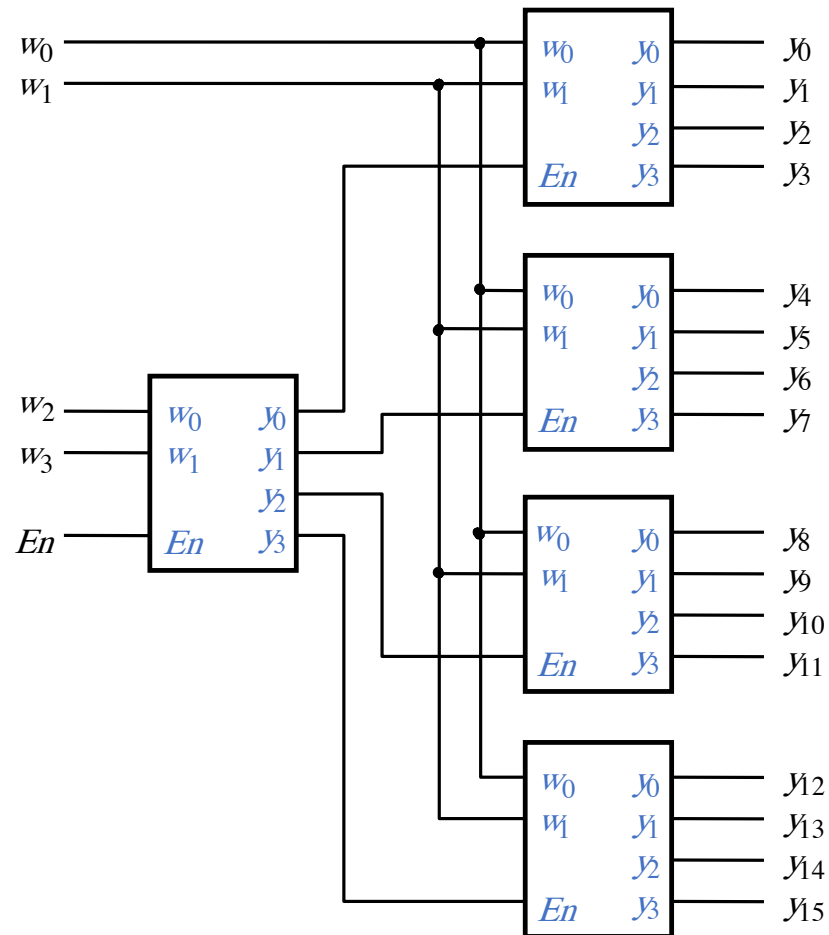 w0 w0 y0 y0
w1 w1 y1 y1
y2 y2
En y3 y3
w0 y0 y4
w1 y1 y5
y2 y6
En y3 y7
w2 w0 y0
w3 w1 y1
y2
En En y3
w0 y0 y8
w1 y1 y9
y2 y10
En y3 y11
w0 y0 y12
w1 y1 y13
y2 y14
En y3 y15